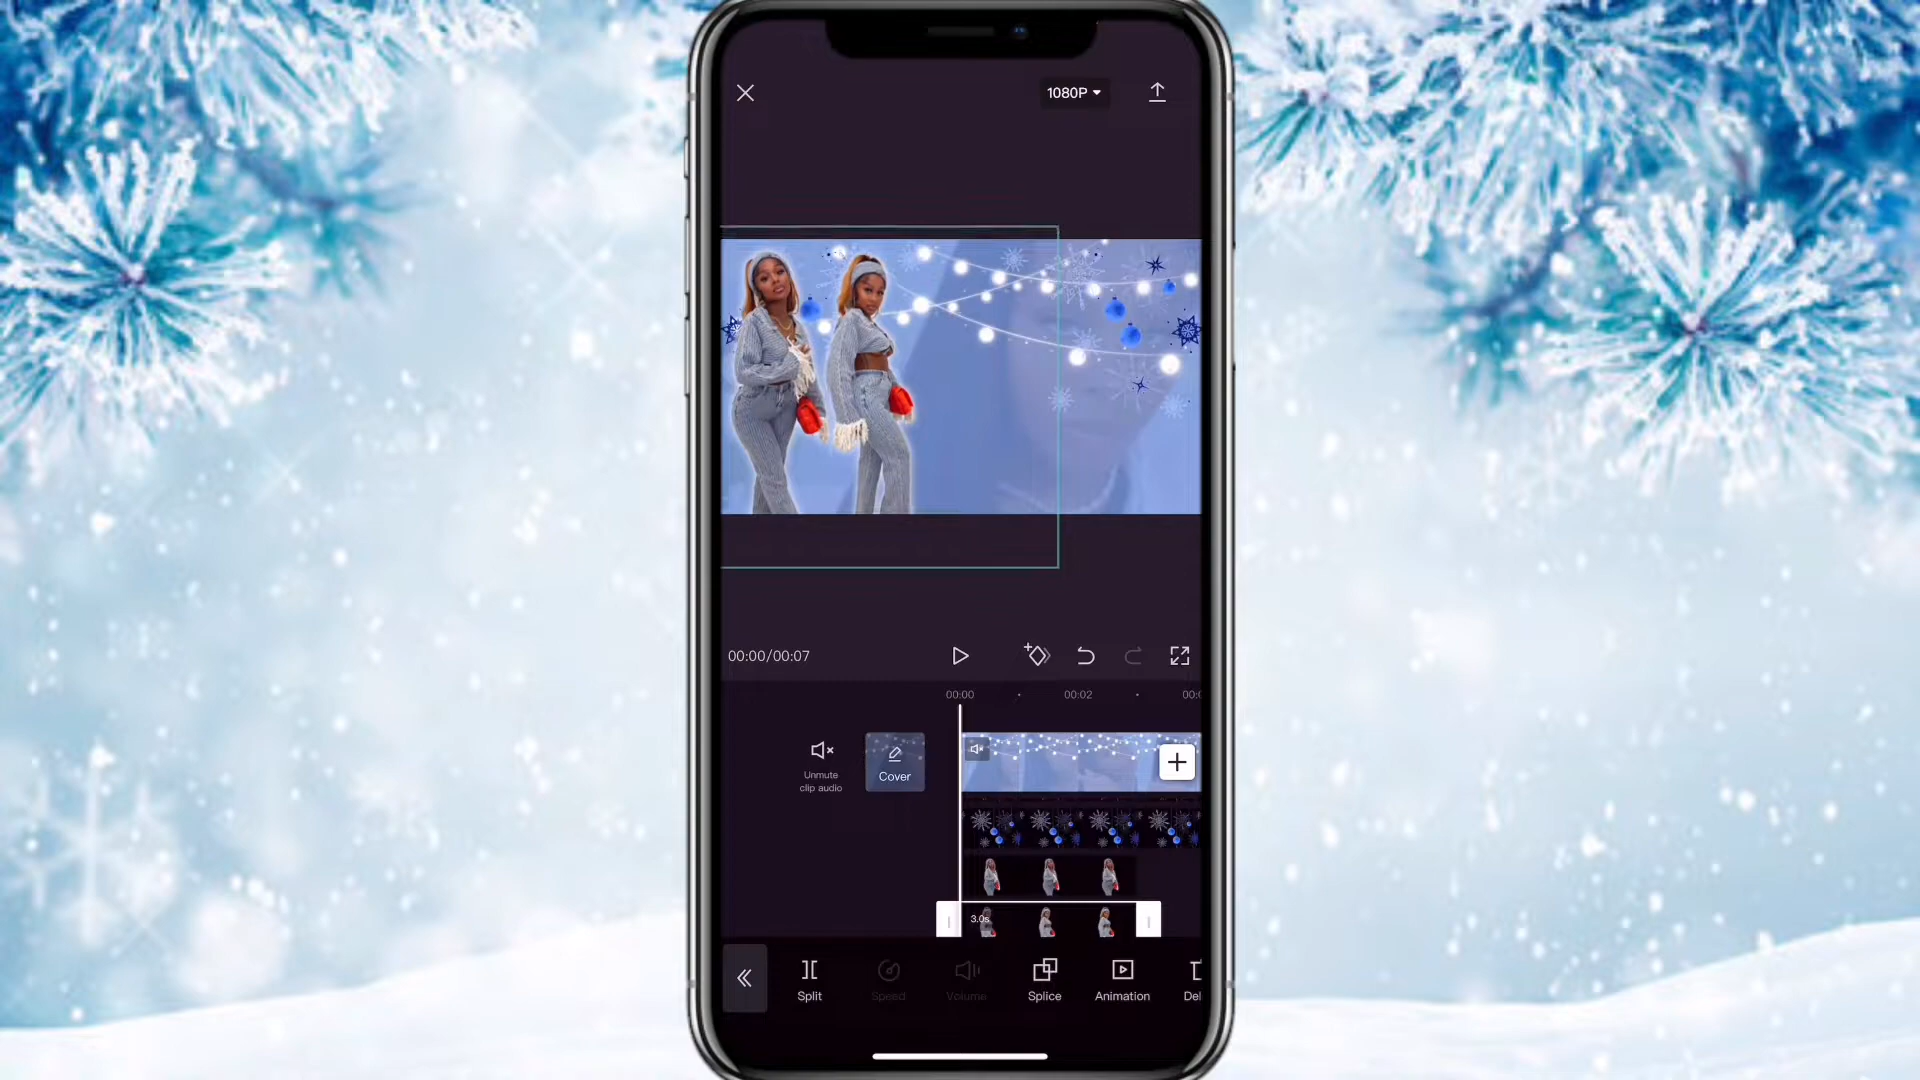 1080P
00:00/00:07
00:00
00:02
Unmute
clip audio
Cover
3.0s
Split
Speed
Volume
Splice
Animation